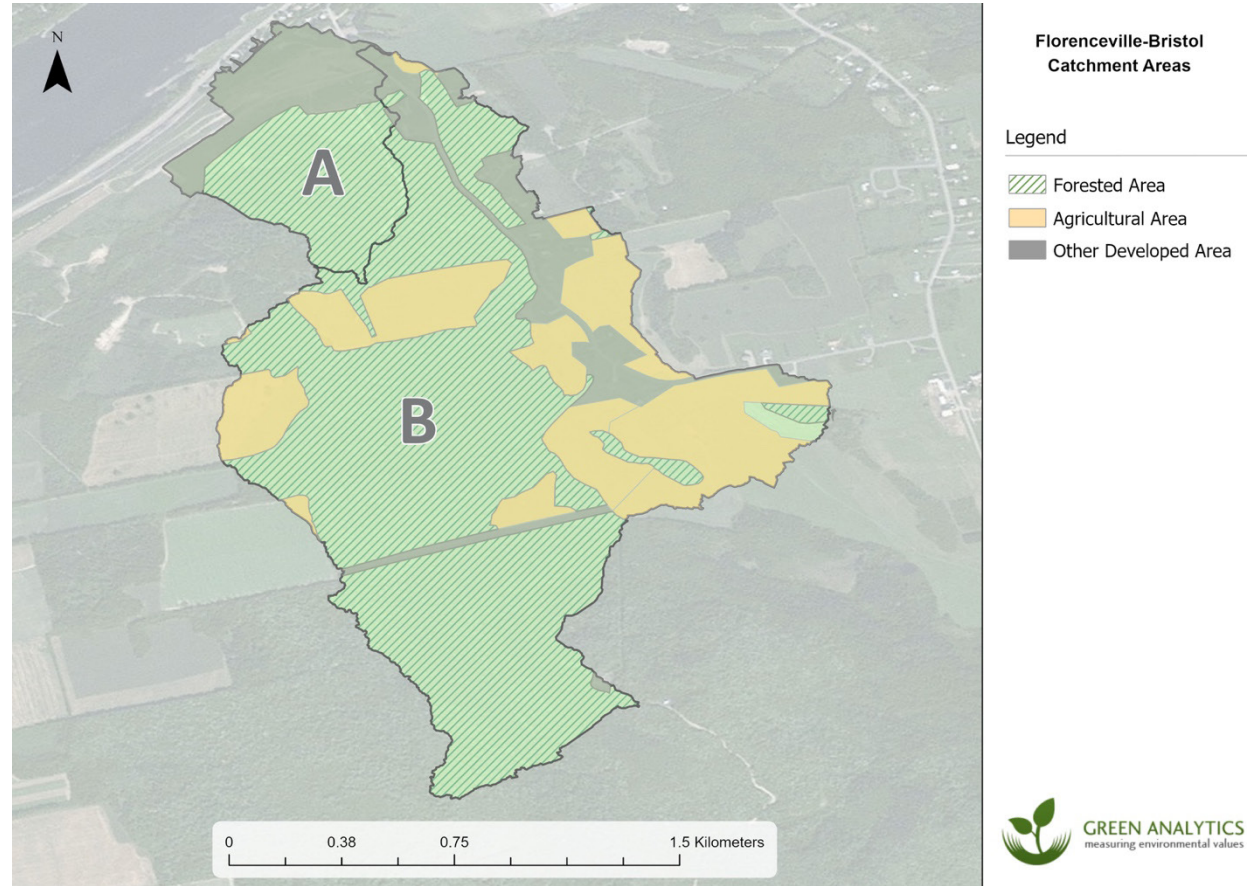 N
A
B
0
0.38
0.75
1.5 Kilometers
Florenceville-Bristol
Catchment Areas
Legend
Forested Area
Agricultural Area
Other Developed Area
GREEN ANALYTICS
measuring environmental values